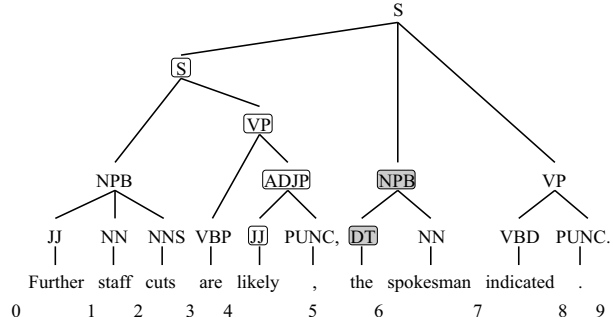 S
S
VP
NPB ADJP NPB VP
JJ NN NNS VBP JJ PUNC, DT NN VBD PUNC.
Further staff cuts are likely , the spokesman indicated .
0 1 2 3 4 5 6 7 8 9